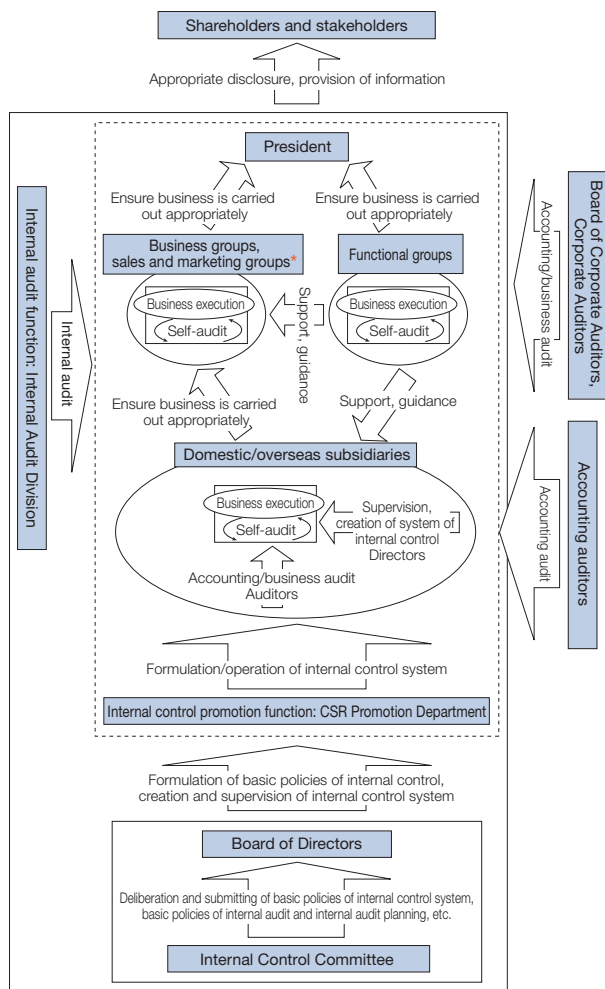 Shareholders and stakeholders
Appropriate disclosure, provision of information
President
Ensure business is carried
out appropriately
Ensure business is carried
out appropriately
Business groups,
sales and marketing groups*
Functional groups
Business execution
Self-audit
Support, guidance
Business execution
Self-audit
Ensure business is carried
out appropriately
Support, guidance
Domestic/overseas subsidiaries
Business execution
Self-audit
Supervision,
creation of system of
internal control
Directors
Accounting/business audit
Auditors
Formulation/operation of internal control system
Internal control promotion function: CSR Promotion Department
Formulation of basic policies of internal control,
creation and supervision of internal control system
Board of Directors
Deliberation and submitting of basic policies of internal control system,
basic policies of internal audit and internal audit planning, etc.
Internal Control Committee
Internal audit function: Internal Audit Division
Internal audit
Board of Corporate Auditors,
Corporate Auditors
Accounting/business audit
Accounting auditors
Accounting audit